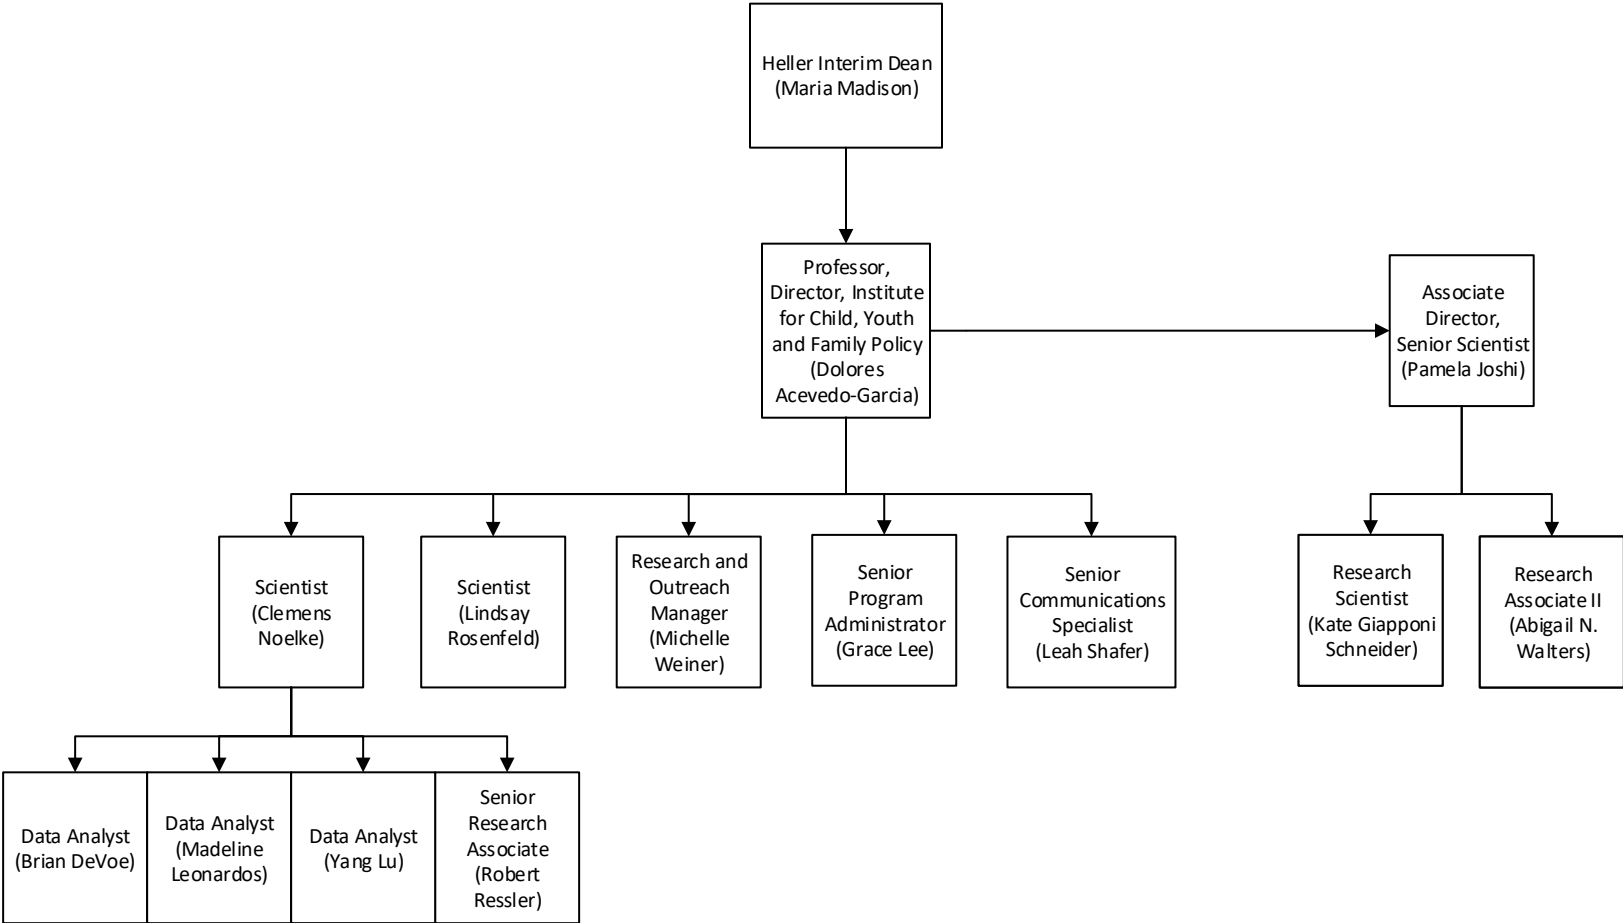 Heller Interim Dean
(Maria Madison)
Professor,
Director, Institute
for Child, Youth
and Family Policy
(Dolores
Acevedo-Garcia)
Associate
Director,
Senior Scientist
(Pamela Joshi)
Scientist
(Clemens
Noelke)
Scientist
(Lindsay
Rosenfeld)
Research and
Outreach
Manager
(Michelle
Weiner)
Senior
Program
Administrator
(Grace Lee)
Senior
Communications
Specialist
(Leah Shafer)
Research
Scientist
(Kate Giapponi
Schneider)
Research
Associate II
(Abigail N.
Walters)
Data Analyst
(Brian DeVoe)
Data Analyst
(Madeline
Leonardos)
Data Analyst
(Yang Lu)
Senior
Research
Associate
(Robert
Ressler)